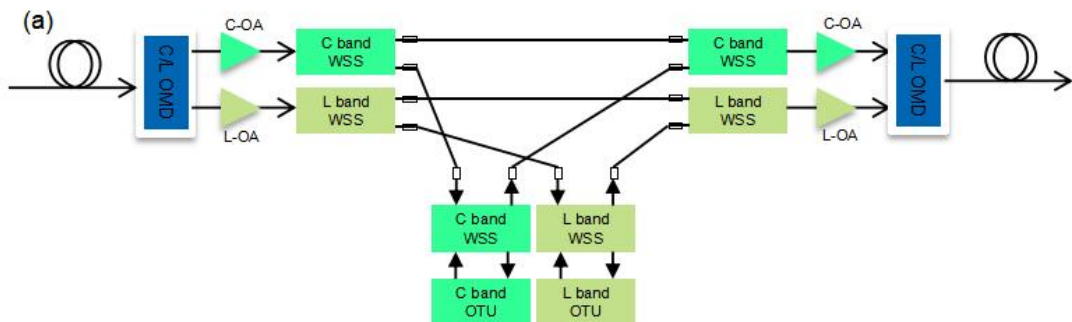 (a)
C-OA
C-OA
C/L OMD
C band
WSS
C band
WSS
C/L OMD
L band
WSS
L band
WSS
L-OA
L-OA
C band
WSS
L band
WSS
C band
OTU
L band
OTU